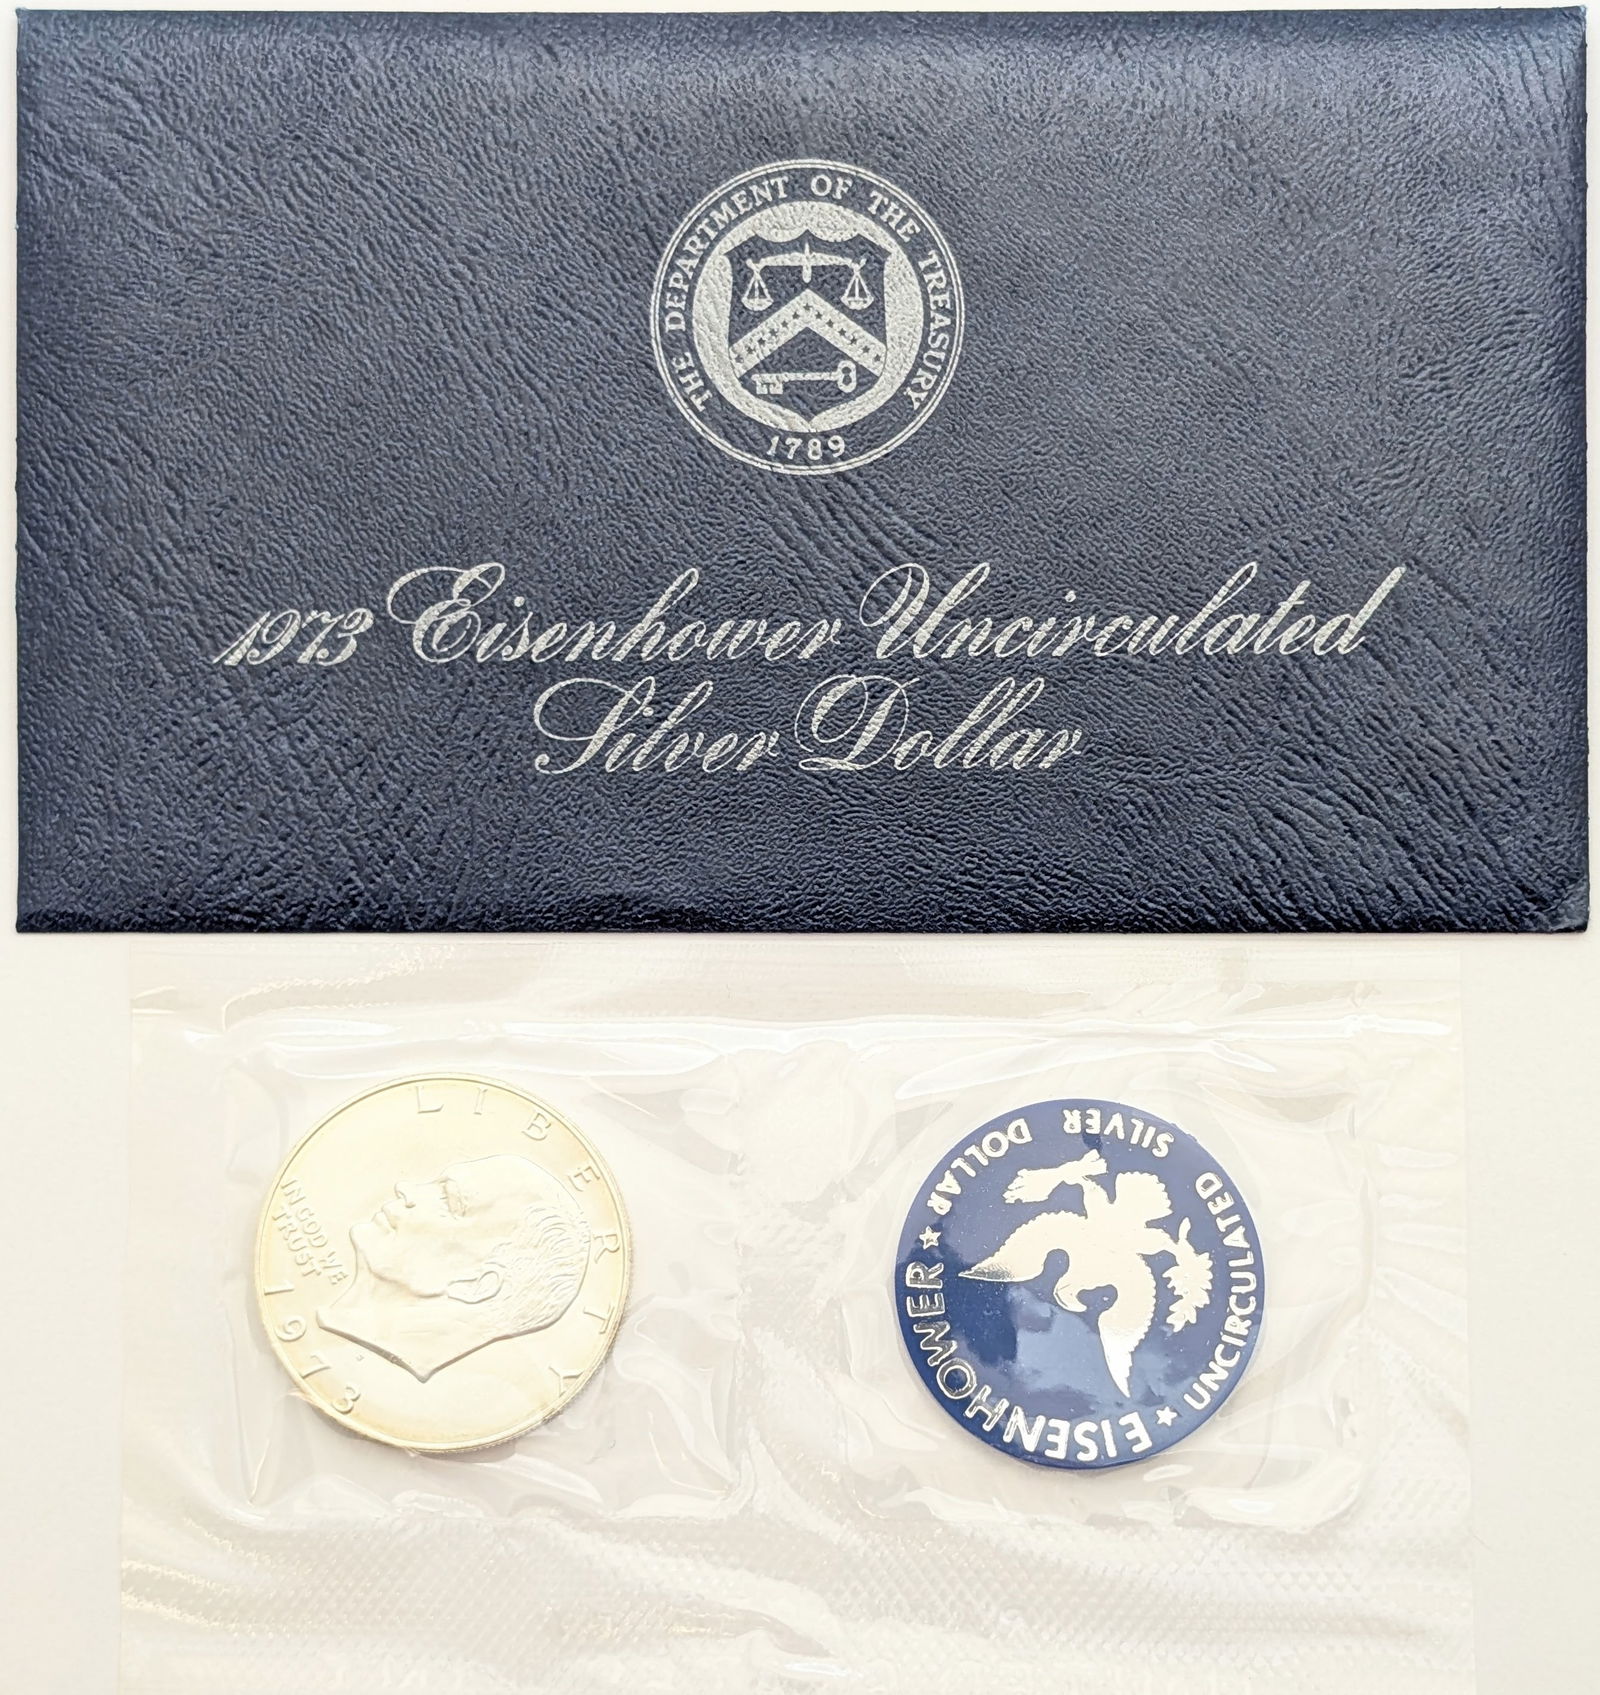 THE DEPARTMENT OF THE TREASURY
1789
1973 Eisenhower Uncirculated
Silver Dollar
LIBERTY
IN GOD WE
TRUST
1973
EISENHOWER ★ UNCIRCULATED SILVER DOLLAR ★